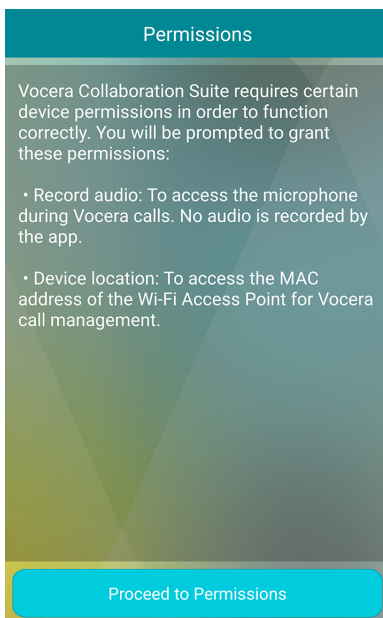 Permissions
Vocera Collaboration Suite requires certain
device permissions in order to function
correctly. You will be prompted to grant
these permissions:
• Record audio: To access the microphone
during Vocera calls. No audio is recorded by
the app.
• Device location: To access the MAC
address of the Wi-Fi Access Point for Vocera
call management.
Proceed to Permissions